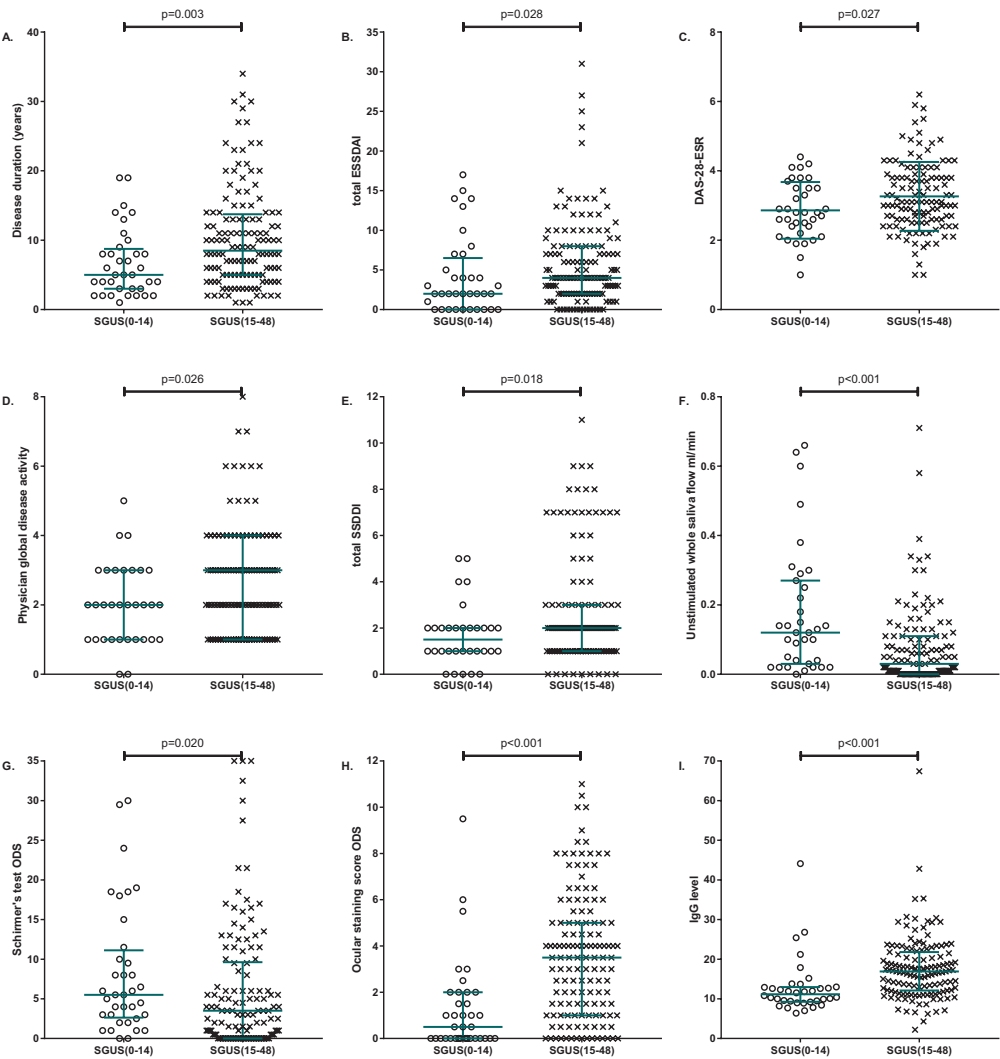 p=0.003
A.
Disease duration (years)
40
30
20
10
0
SGUS(0-14)
SGUS(15-48)
p=0.028
B.
total ESSDAI
35
30
25
20
15
10
5
0
SGUS(0-14)
SGUS(15-48)
p=0.027
C.
DAS-28-ESR
8
6
4
2
0
SGUS(0-14)
SGUS(15-48)
p=0.026
D.
Physician global disease activity
8
6
4
2
0
SGUS(0-14)
SGUS(15-48)
p=0.018
E.
total SSDDI
12
10
8
6
4
2
0
SGUS(0-14)
SGUS(15-48)
p<0.001
F.
Unstimulated whole saliva flow ml/min
0.8
0.6
0.4
0.2
0.0
SGUS(0-14)
SGUS(15-48)
p=0.020
G.
Schirmer's test ODS
35
30
25
20
15
10
5
0
SGUS(0-14)
SGUS(15-48)
p<0.001
H.
Ocular staining score ODS
12
10
8
6
4
2
0
SGUS(0-14)
SGUS(15-48)
p<0.001
I.
IgG level
70
60
50
40
30
20
10
0
SGUS(0-14)
SGUS(15-48)